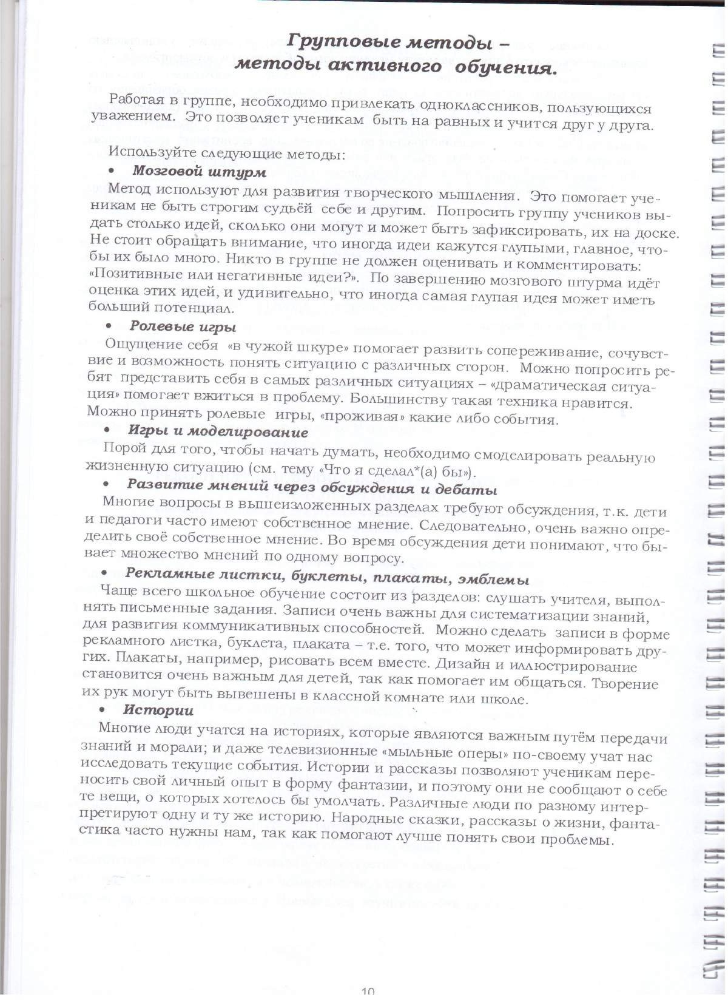 Групповые методы –
методы активного обучения.
Работая в группе, необходимо привлекать одноклассников, пользующихся
уважением. Это позволяет ученикам быть на равных и учится друг у друга.
Используйте следующие методы:
• Мозговой штурм
Метод используют для развития творческого мышления. Это помогает уче-
никам не быть строгим судьёй себе и другим. Попросить группу учеников вы-
дать столько идей, сколько они могут и может быть зафиксировать, их на доске.
Не стоит обращать внимание, что иногда идеи кажутся глупыми, главное, что-
бы их было много. Никто в группе не должен оценивать и комментировать:
«Позитивные или негативные идеи?». По завершению мозгового штурма идёт
оценка этих идей, и удивительно, что иногда самая глупая идея может иметь
больший потенциал.
• Ролевые игры
Ощущение себя «в чужой шкуре» помогает развить сопереживание, сочувст-
вие и возможность понять ситуацию с различных сторон. Можно попросить ре-
бят представить себя в самых различных ситуациях – «драматическая ситуа-
ция» помогает вжиться в проблему. Большинству такая техника нравится.
Можно принять ролевые игры, «проживая» какие либо события.
• Игры и моделирование
Порой для того, чтобы начать думать, необходимо смоделировать реальную
жизненную ситуацию (см. тему «Что я сделал*(а) бы»).
• Развитие мнений через обсуждения и дебаты
Многие вопросы в вышеизложенных разделах требуют обсуждения, т.к. дети
и педагоги часто имеют собственное мнение. Следовательно, очень важно опре-
делить своё собственное мнение. Во время обсуждения дети понимают, что бы-
вает множество мнений по одному вопросу.
• Рекламные листки, буклеты, плакаты, эмблемы
Чаще всего школьное обучение состоит из разделов: слушать учителя, выпол-
нять письменные задания. Записи очень важны для систематизации знаний,
для развития коммуникативных способностей. Можно сделать записи в форме
рекламного листка, буклета, плаката – т.е. того, что может информировать дру-
гих. Плакаты, например, рисовать всем вместе. Дизайн и иллюстрирование
становится очень важным для детей, так как помогает им общаться. Творение
их рук могут быть вывешены в классной комнате или школе.
• Истории
Многие люди учатся на историях, которые являются важным путём передачи
знаний и морали; и даже телевизионные «мыльные оперы» по-своему учат нас
исследовать текущие события. Истории и рассказы позволяют ученикам пере-
носить свой личный опыт в форму фантазии, и поэтому они не сообщают о себе
те вещи, о которых хотелось бы умолчать. Различные люди по разному интер-
претируют одну и ту же историю. Народные сказки, рассказы о жизни, фанта-
стика часто нужны нам, так как помогают лучше понять свои проблемы.
10